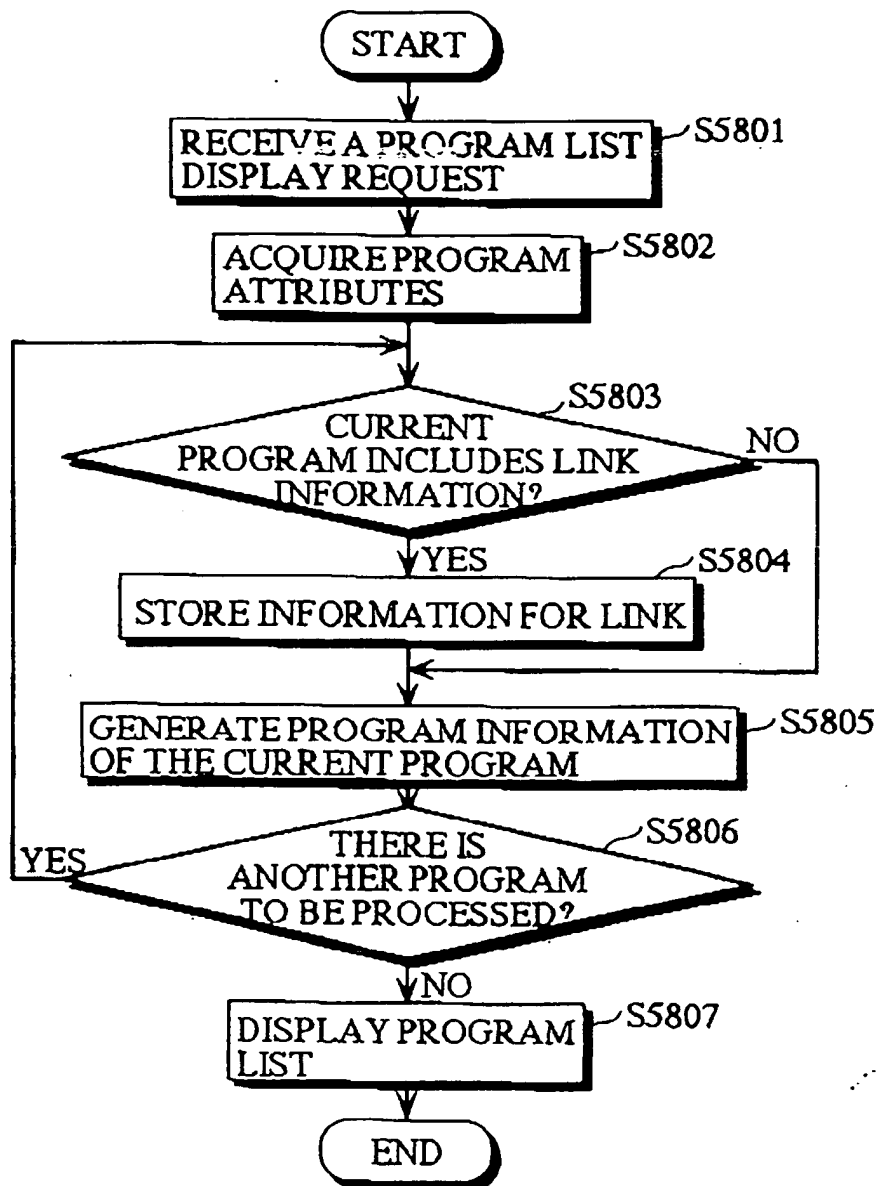 START
RECEIVE A PROGRAM LIST
DISPLAY REQUEST
S5801
ACQUIRE PROGRAM
ATTRIBUTES
S5802
S5803
CURRENT
PROGRAM INCLUDES LINK
INFORMATION?
NO
YES
S5804
STORE INFORMATION FOR LINK
GENERATE PROGRAM INFORMATION
OF THE CURRENT PROGRAM
S5805
S5806
THERE IS
ANOTHER PROGRAM
TO BE PROCESSED?
YES
NO
DISPLAY PROGRAM
LIST
S5807
END